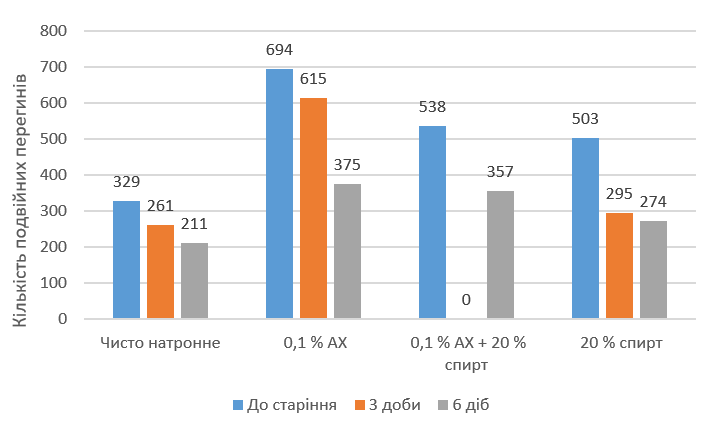 800
700
600
500
400
300
200
100
0
Кількість подвійних перегинів
329
261
211
694
615
375
538
0
357
503
295
274
Чисто натронне
0,1 % АХ
0,1 % АХ + 20 %
спирт
20 % спирт
До старіння
3 доби
6 діб